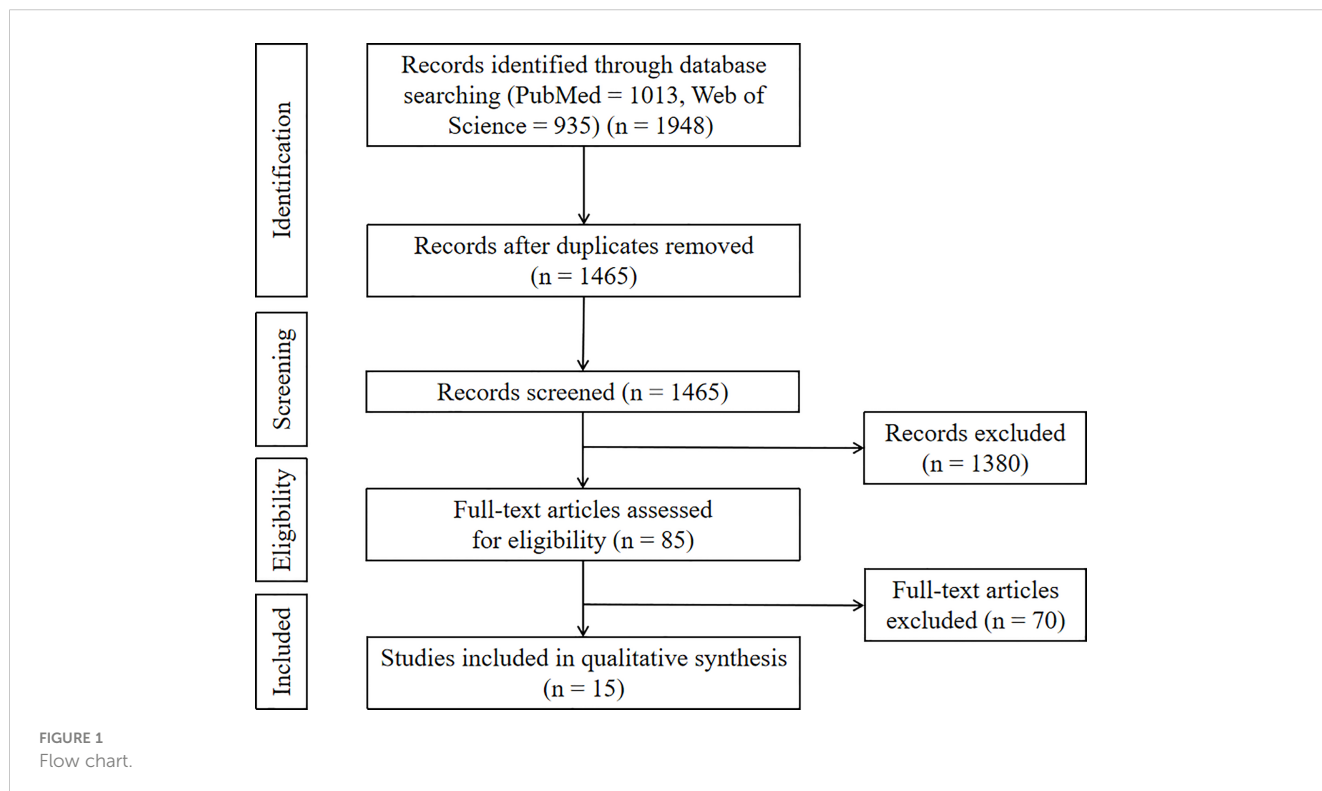 Identification
Records identified through database
searching (PubMed = 1013, Web of
Science = 935) (n = 1948)
Records after duplicates removed
(n = 1465)
Screening
Records screened (n = 1465)
Records excluded
(n = 1380)
Eligibility
Full-text articles assessed
for eligibility (n = 85)
Full-text articles
excluded (n = 70)
Included
Studies included in qualitative synthesis
(n = 15)
FIGURE 1
Flow chart.